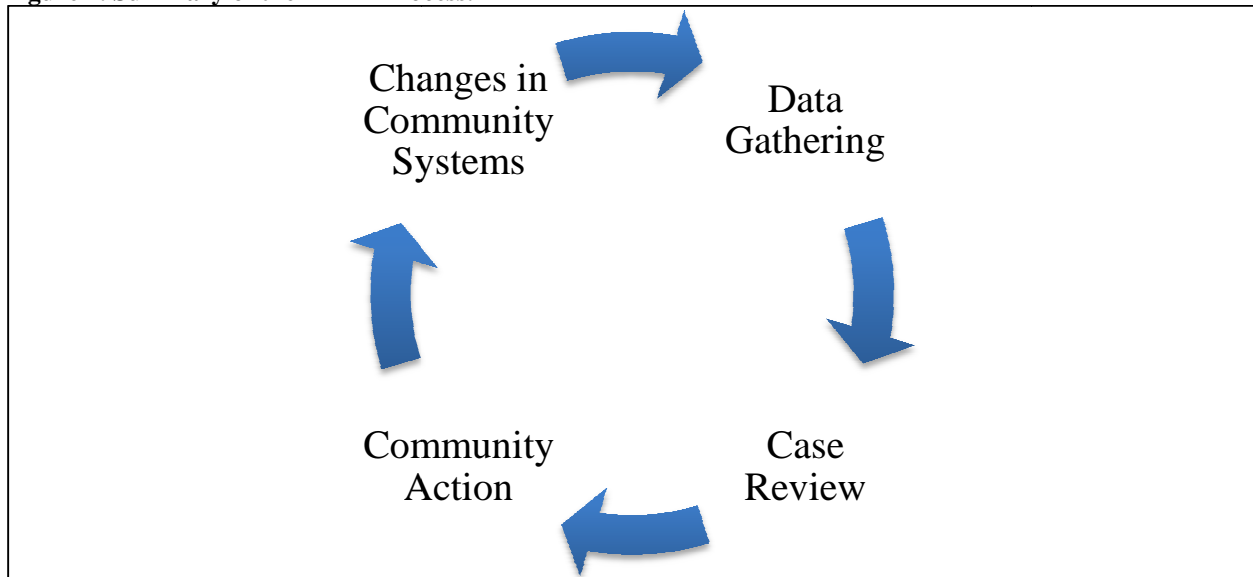 Changes in
Community
Systems
Data
Gathering
Case
Review
Community
Action